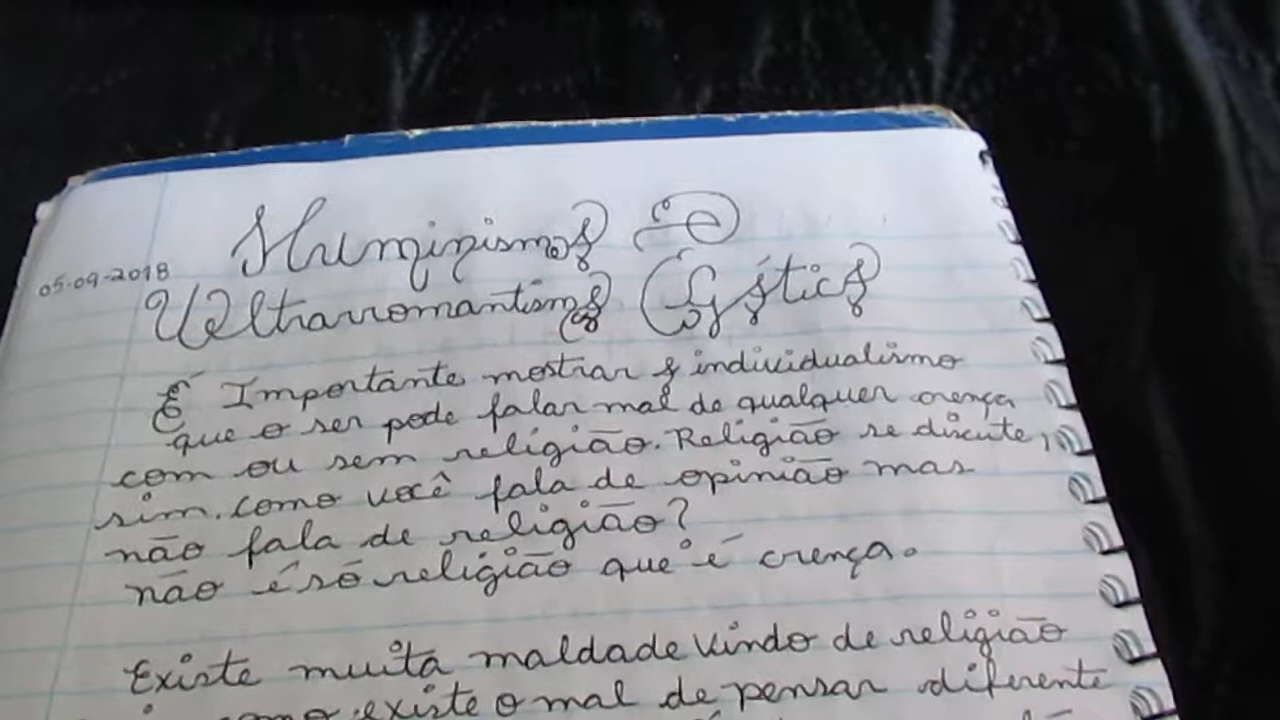 Iluminismo e
05-09-2018
Ultrarromantismo Gótico
É Importante mostrar o individualismo
que o ser pode falar mal de qualquer crença
com ou sem religião. Religião se discute,
sim. como você fala de opinião mas
não fala de religião?
não é só religião que é crença.
Existe muita maldade vindo de religião
existe o mal de pensar diferente